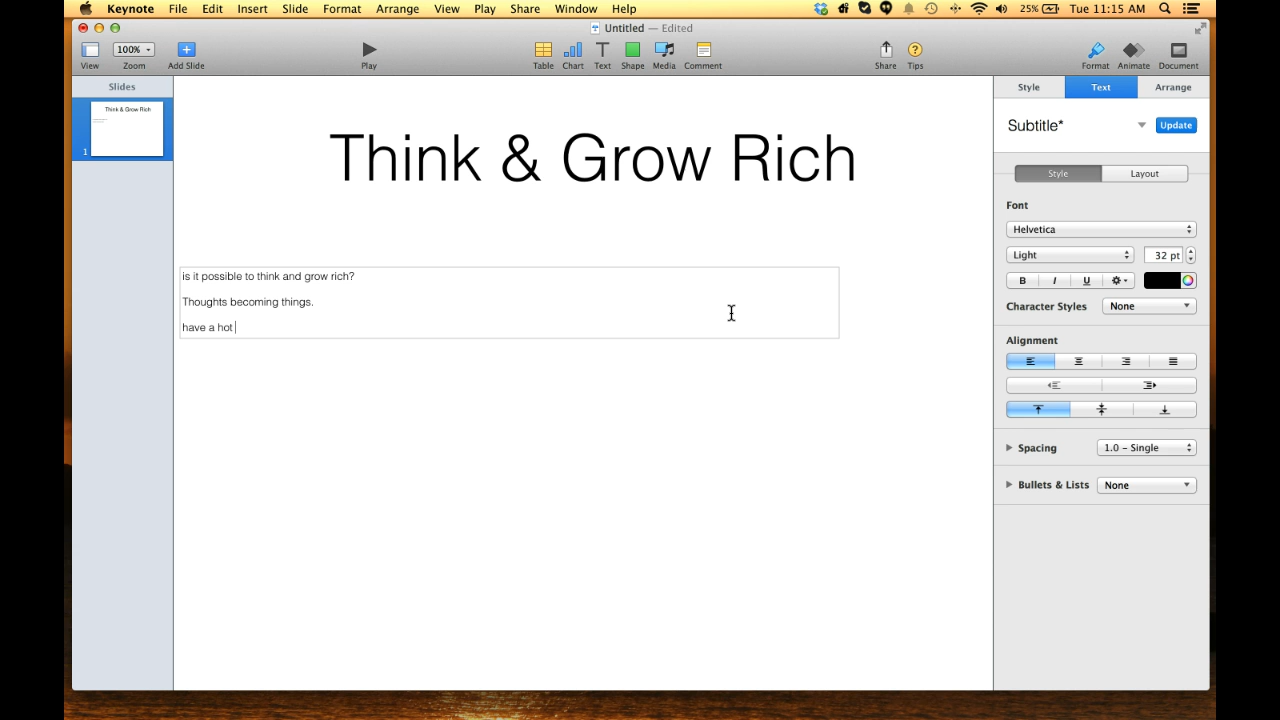 Keynote File Edit Insert Slide Format Arrange View Play Share Window Help 25% Tue 11:15 AM
Untitled — Edited
100%
View Zoom Add Slide Play Table Chart Text Shape Media Comment Share Tips Format Animate Document
Slides
Style Text Arrange
Think & Grow Rich
1
Think & Grow Rich
is it possible to think and grow rich?
Thoughts becoming things.
have a hot
Subtitle* Update
Style Layout
Font
Helvetica
Light 32 pt
B I U
Character Styles None
Alignment
Spacing 1.0 – Single
Bullets & Lists None